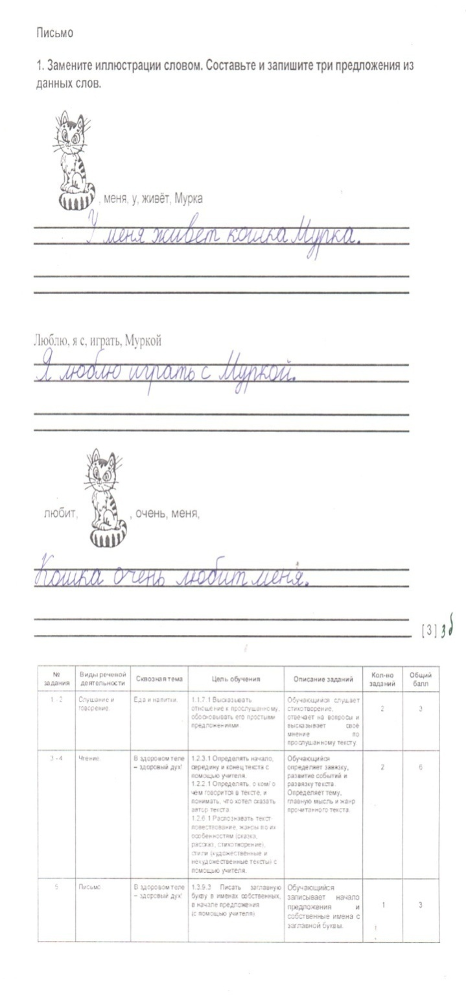 Письмо
1. Замените иллюстрации словом. Составьте и запишите три предложения из
данных слов.
, меня, у, живёт, Мурка
У меня живет кошка Мурка.
Люблю, я с, играть, Муркой
Я люблю играть с Муркой.
любит, , очень, меня,
Кошка очень любит меня.
[3] 3б
№ задания Виды речевой деятельности Сквозная тема Цель обучения Описание заданий Кол-во заданий Общий балл
1 - 2 Слушание и говорение. Еда и напитки. 1.1.7.1 Высказывать отношение к прослушанному, обосновывать его простыми предложениями. Обучающийся слушает стихотворение, отвечает на вопросы и высказывает своё мнение по прослушанному тексту. 2 3
3 - 4 Чтение. В здоровом теле – здоровый дух! 1.2.3.1 Определять начало, середину и конец текста с помощью учителя.
1.2.2.1 Определять, о ком/ о чем говорится в тексте, и понимать, что хотел сказать автор текста.
1.2.6.1 Распознавать текст повествование, жанры по их особенностям (сказка, рассказ, стихотворение), стили (художественные и нехудожественные тексты) с помощью учителя. Обучающийся определяет завязку, развитие событий и развязку текста. Определяет тему, главную мысль и жанр прочитанного текста. 2 6
5 Письмо. В здоровом теле – здоровый дух! 1.3.9.3 Писать заглавную букву в именах собственных, в начале предложения (с помощью учителя) Обучающийся записывает начало предложения и собственные имена с заглавной буквы. 1 3